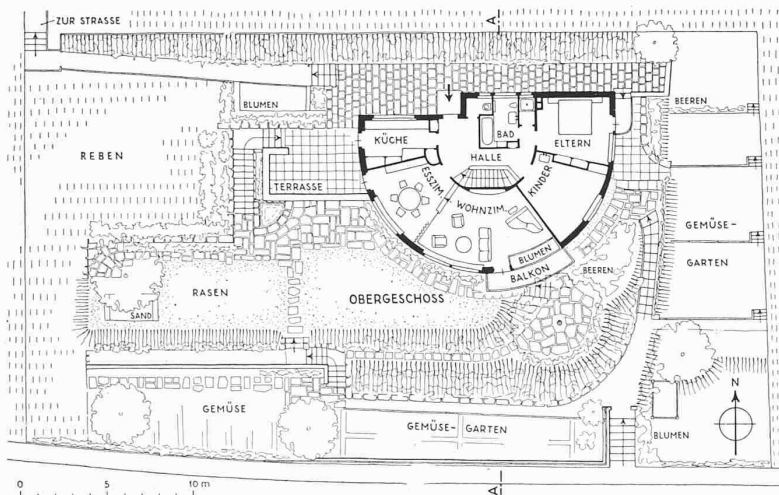 ZUR STRASSE
A
BLUMEN
BEEREN
KÜCHE
BAD
ELTERN
REBEN
HALLE
TERRASSE
ESSZIM.
KINDER
WOHNZIM.
GEMÜSE-
GARTEN
BLUMEN
BALKON
BEEREN
RASEN
OBERGESCHOSS
SAND
N
GEMÜSE
GEMÜSE- GARTEN
BLUMEN
0 5 10 m
A